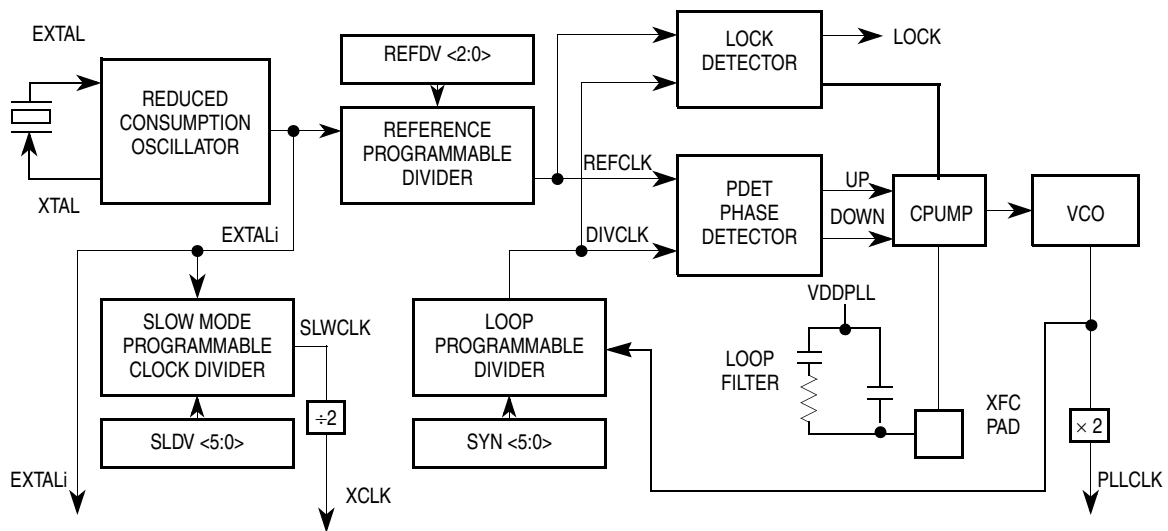 EXTAL
XTAL
REDUCED
CONSUMPTION
OSCILLATOR
REFDV <2:0>
REFERENCE
PROGRAMMABLE
DIVIDER
LOCK
DETECTOR
LOCK
REFCLK
DIVCLK
PDET
PHASE
DETECTOR
UP
DOWN
CPUMP
VCO
EXTALi
SLOW MODE
PROGRAMMABLE
CLOCK DIVIDER
SLWCLK
÷2
SLDV <5:0>
EXTALi
XCLK
LOOP
PROGRAMMABLE
DIVIDER
SYN <5:0>
VDDPLL
LOOP
FILTER
XFC
PAD
× 2
PLLCLK